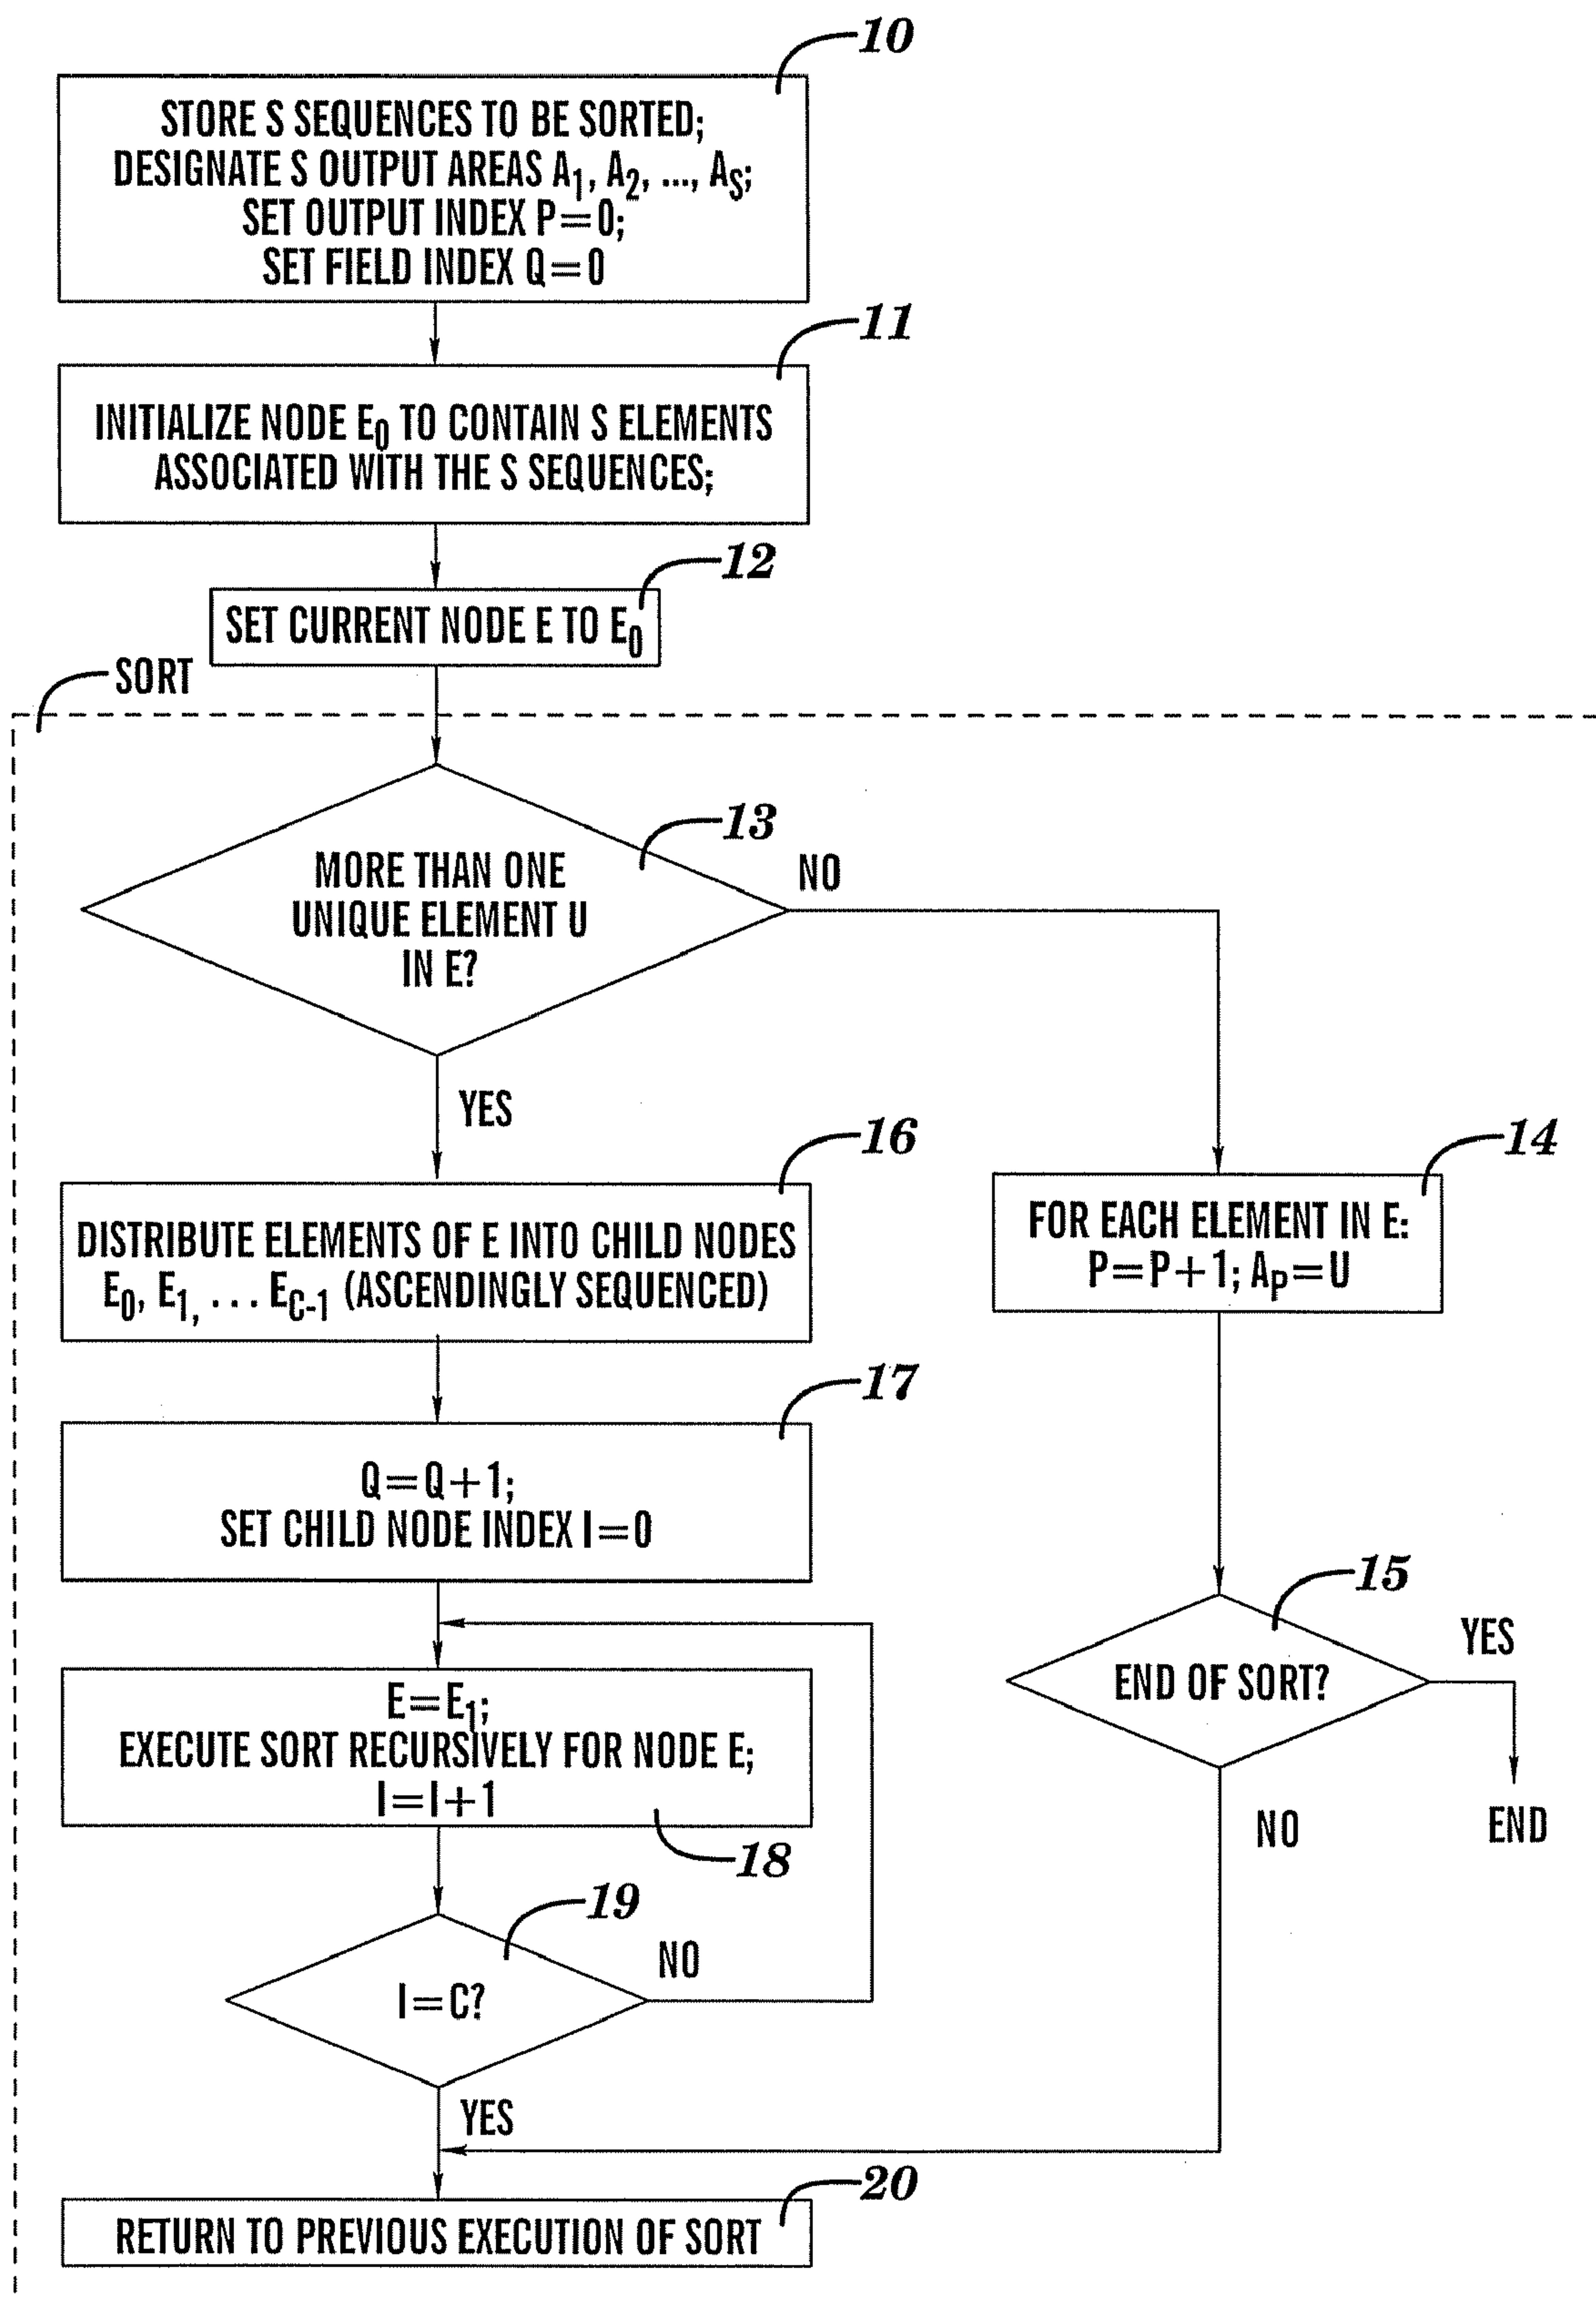 10
STORE S SEQUENCES TO BE SORTED;
DESIGNATE S OUTPUT AREAS A1, A2, ..., AS;
SET OUTPUT INDEX P=0;
SET FIELD INDEX Q=0
11
INITIALIZE NODE E0 TO CONTAIN S ELEMENTS
ASSOCIATED WITH THE S SEQUENCES;
12
SET CURRENT NODE E TO E0
SORT
13
MORE THAN ONE
UNIQUE ELEMENT U
IN E?
NO
YES
16
DISTRIBUTE ELEMENTS OF E INTO CHILD NODES
E0, E1, ... EC-1 (ASCENDINGLY SEQUENCED)
14
FOR EACH ELEMENT IN E:
P=P+1; AP=U
17
Q=Q+1;
SET CHILD NODE INDEX I=0
15
END OF SORT?
YES
NO
END
E=E1;
EXECUTE SORT RECURSIVELY FOR NODE E;
I=I+1
18
19
I=C?
NO
YES
20
RETURN TO PREVIOUS EXECUTION OF SORT